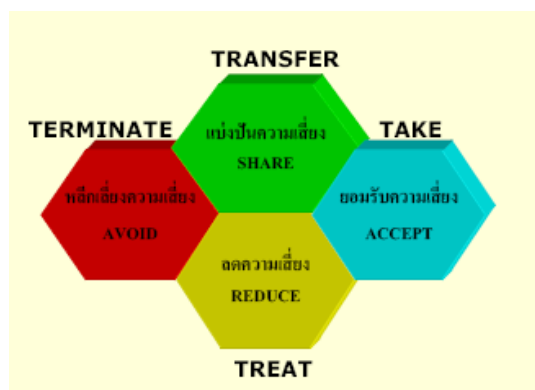 TRANSFER
แบ่งปันความเสี่ยง
SHARE
TERMINATE
หลีกเลี่ยงความเสี่ยง
AVOID
TAKE
ยอมรับความเสี่ยง
ACCEPT
ลดความเสี่ยง
REDUCE
TREAT